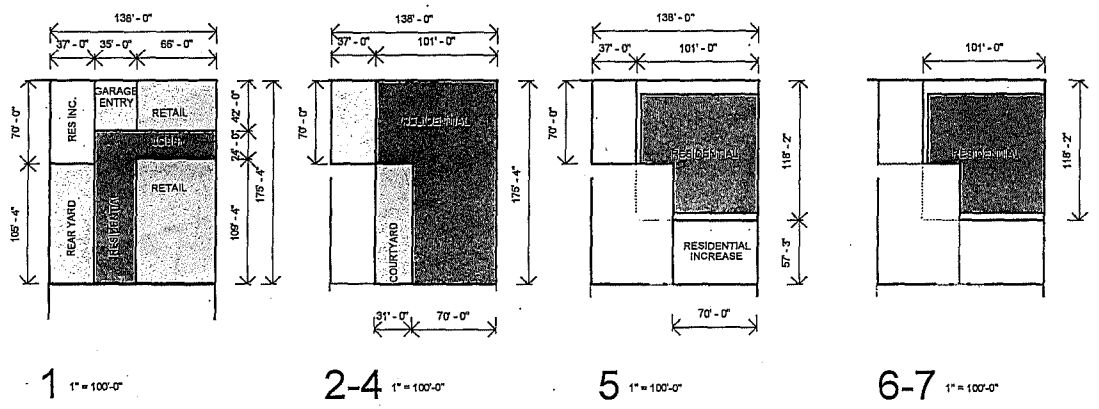 138' - 0"
37' - 0" 35' - 0" 66' - 0"
70' - 0"
105' - 4"
RES INC.
GARAGE
ENTRY
RETAIL
LOBBY
RETAIL
REAR YARD
RESIDENTIAL
42' - 0"
24' - 0"
109' - 4"
175' - 4"
1 1" = 100'-0"
138' - 0"
37' - 0" 101' - 0"
70' - 0"
RESIDENTIAL
COURTYARD
175' - 4"
31' - 0" 70' - 0"
2-4 1" = 100'-0"
138' - 0"
37' - 0" 101' - 0"
70' - 0"
RESIDENTIAL
118' - 2"
RESIDENTIAL
INCREASE
57' - 3"
70' - 0"
5 1" = 100'-0"
101' - 0"
RESIDENTIAL
118' - 2"
6-7 1" = 100'-0"